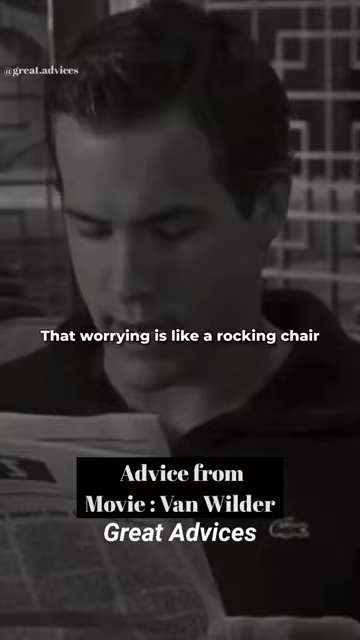 @great.advices
That worrying is like a rocking chair
Advice from
Movie : Van Wilder
Great Advices